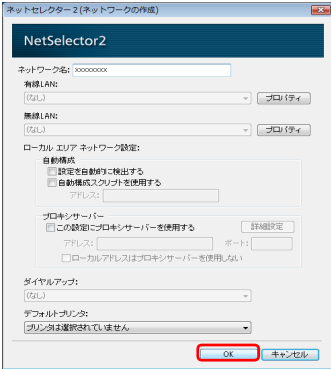 ネットセレクター2(ネットワークの作成)
NetSelector2
ネットワーク名: xxxxxxxx
有線LAN:
(なし) プロパティ
無線LAN:
(なし) プロパティ
ローカル エリア ネットワーク設定:
自動構成
設定を自動的に検出する
自動構成スクリプトを使用する
アドレス:
プロキシサーバー
この設定にプロキシサーバーを使用する 詳細設定
アドレス: ポート:
ローカルアドレスはプロキシサーバーを使用しない
ダイヤルアップ:
(なし)
デフォルトプリンタ:
プリンタは選択されていません
OK キャンセル